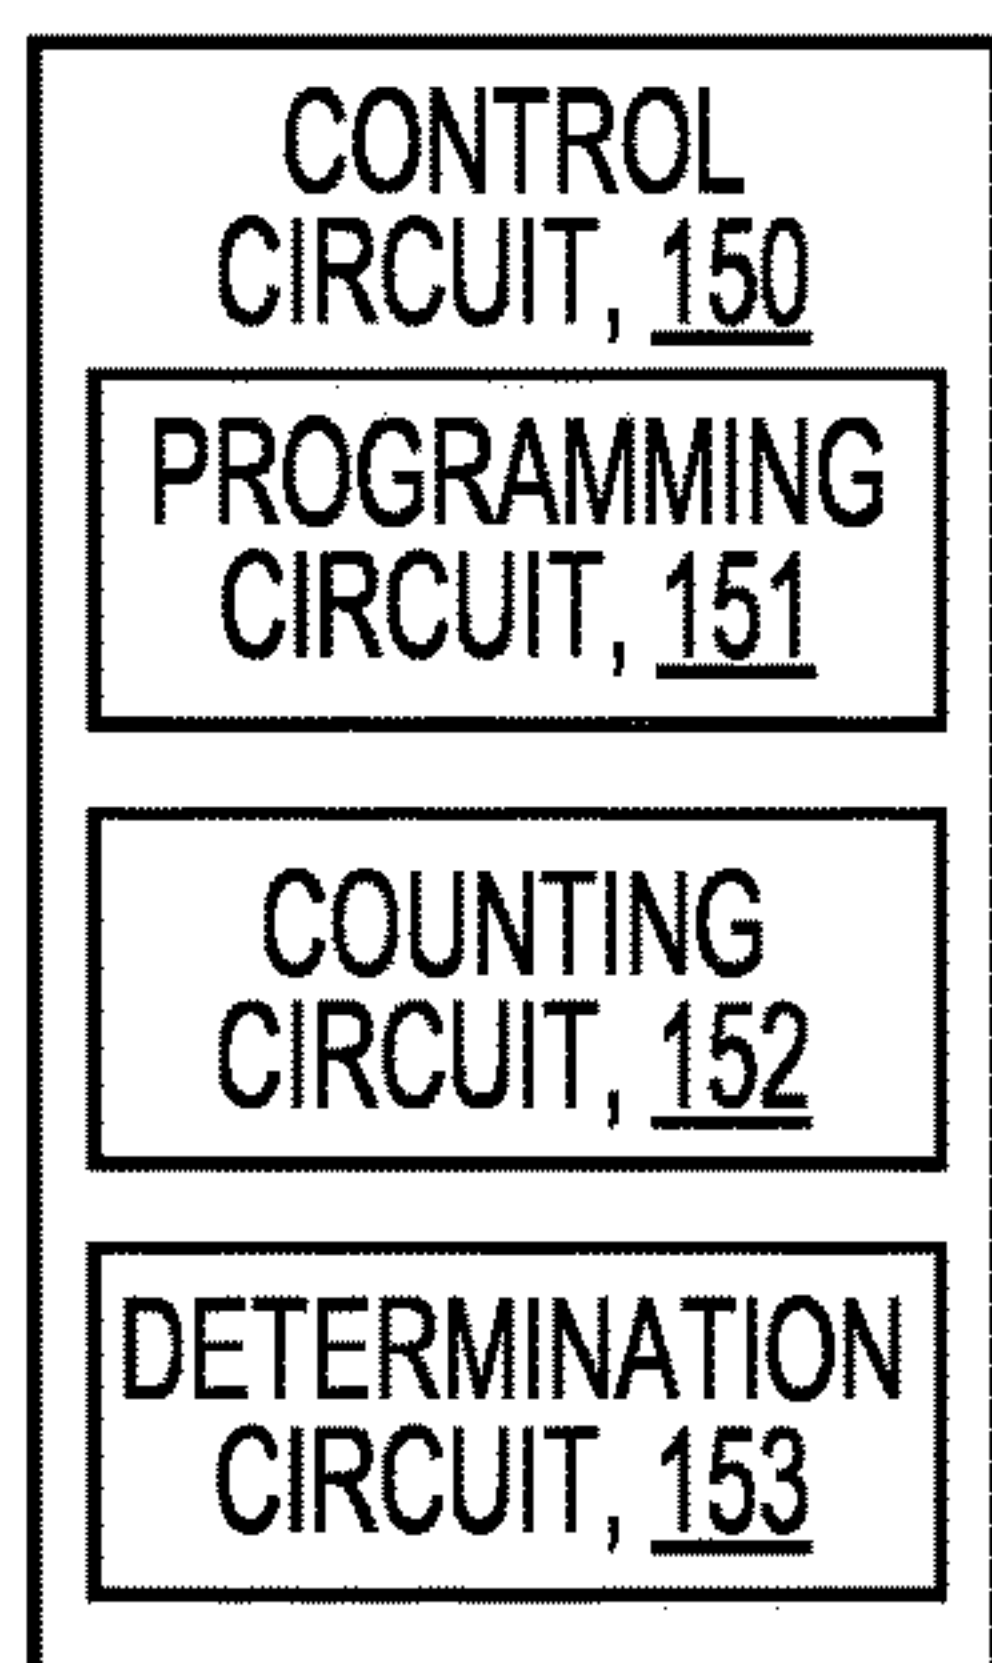 CONTROL
CIRCUIT, 150
PROGRAMMING
CIRCUIT, 151
COUNTING
CIRCUIT, 152
DETERMINATION
CIRCUIT, 153